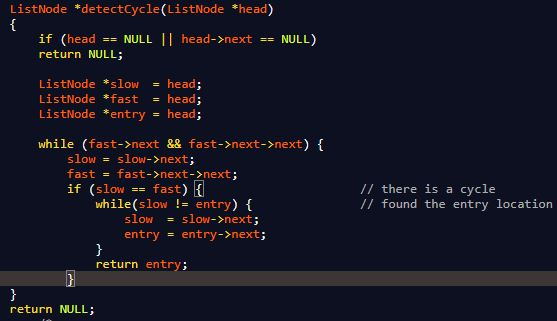 ListNode *detectCycle(ListNode *head)
{
if (head == NULL || head->next == NULL)
return NULL;
ListNode *slow  = head;
ListNode *fast  = head;
ListNode *entry = head;
while (fast->next && fast->next->next) {
slow = slow->next;
fast = fast->next->next;
if (slow == fast) {                      // there is a cycle
while(slow != entry) {               // found the entry location
slow  = slow->next;
entry = entry->next;
}
return entry;
}
}
return NULL;